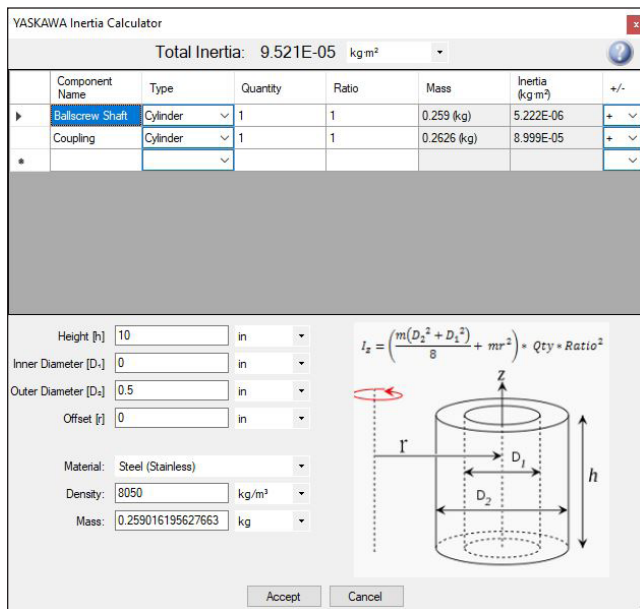 YASKAWA Inertia Calculator x
Total Inertia: 9.521E-05 kg·m² ?
Component Name Type Quantity Ratio Mass Inertia (kg·m²) +/-
Ballscrew Shaft Cylinder 1 1 0.259 (kg) 5.222E-06 +
Coupling Cylinder 1 1 0.2626 (kg) 8.999E-05 +
Height [h] 10 in
Inner Diameter [D₁] 0 in
Outer Diameter [D₂] 0.5 in
Offset [r] 0 in
Material: Steel (Stainless)
Density: 8050 kg/m³
Mass: 0.259016195627663 kg
I_z = (m(D₂² + D₁²)/8 + mr²) * Qty * Ratio²
z
r
D₁
D₂
h
Accept Cancel